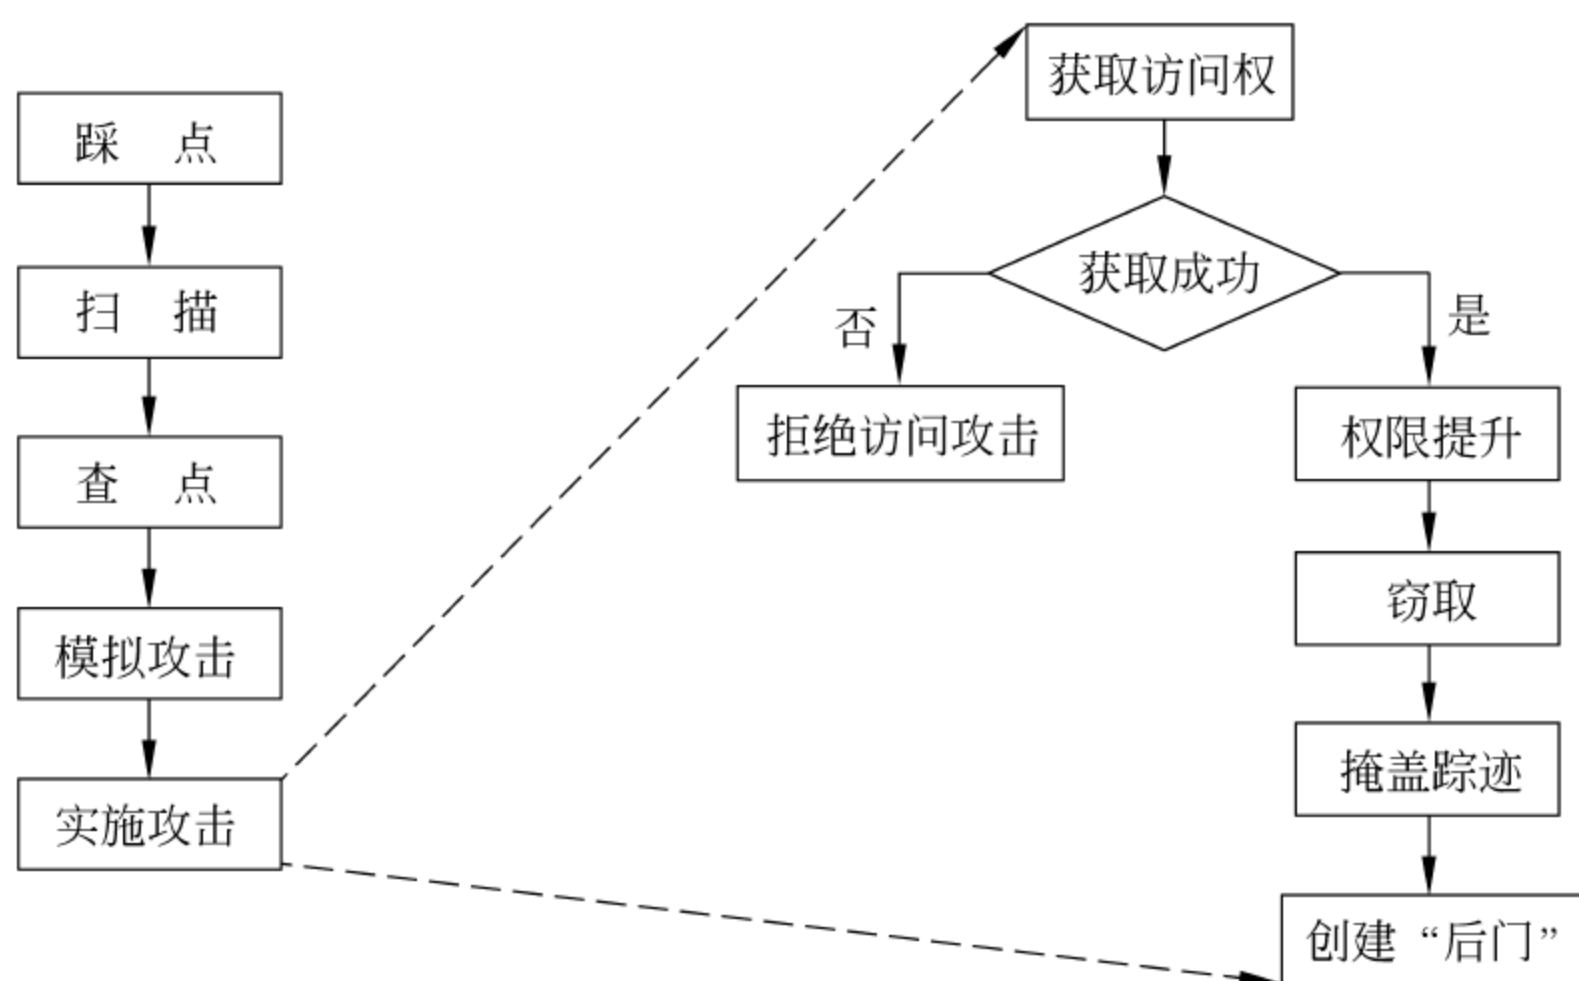 踩 点
扫 描
查 点
模拟攻击
实施攻击
获取访问权
获取成功
否
是
拒绝访问攻击
权限提升
窃取
掩盖踪迹
创建“后门”